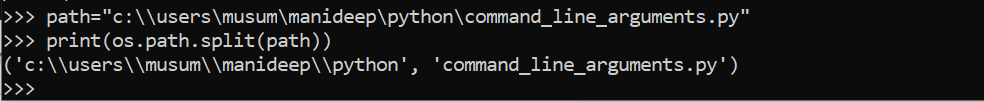 >>> path="c:\\users\musum\manideep\python\command_line_arguments.py"
>>> print(os.path.split(path))
('c:\\users\\musum\\manideep\\python', 'command_line_arguments.py')
>>>